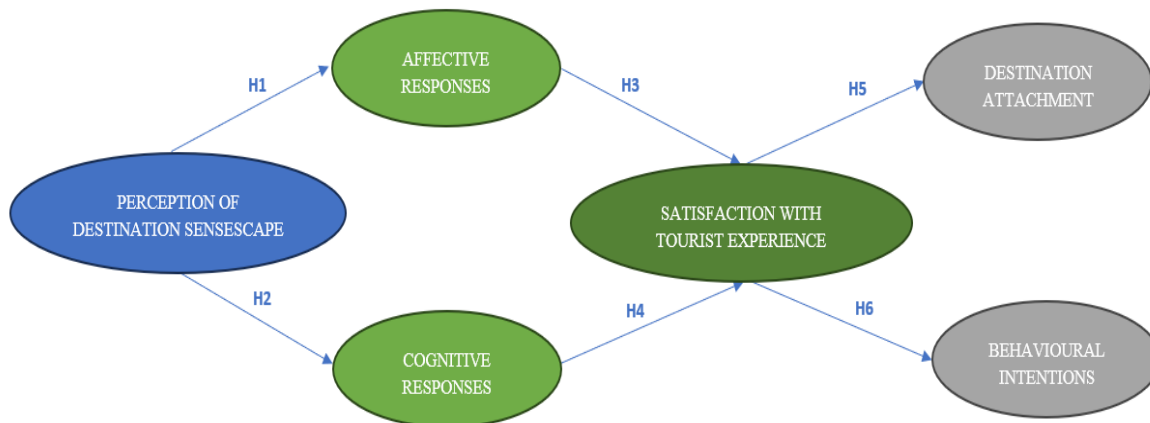 AFFECTIVE
RESPONSES
DESTINATION
ATTACHMENT
H1
H3
H5
PERCEPTION OF
DESTINATION SENSESCAPE
SATISFACTION WITH
TOURIST EXPERIENCE
H2
H4
H6
COGNITIVE
RESPONSES
BEHAVIOURAL
INTENTIONS